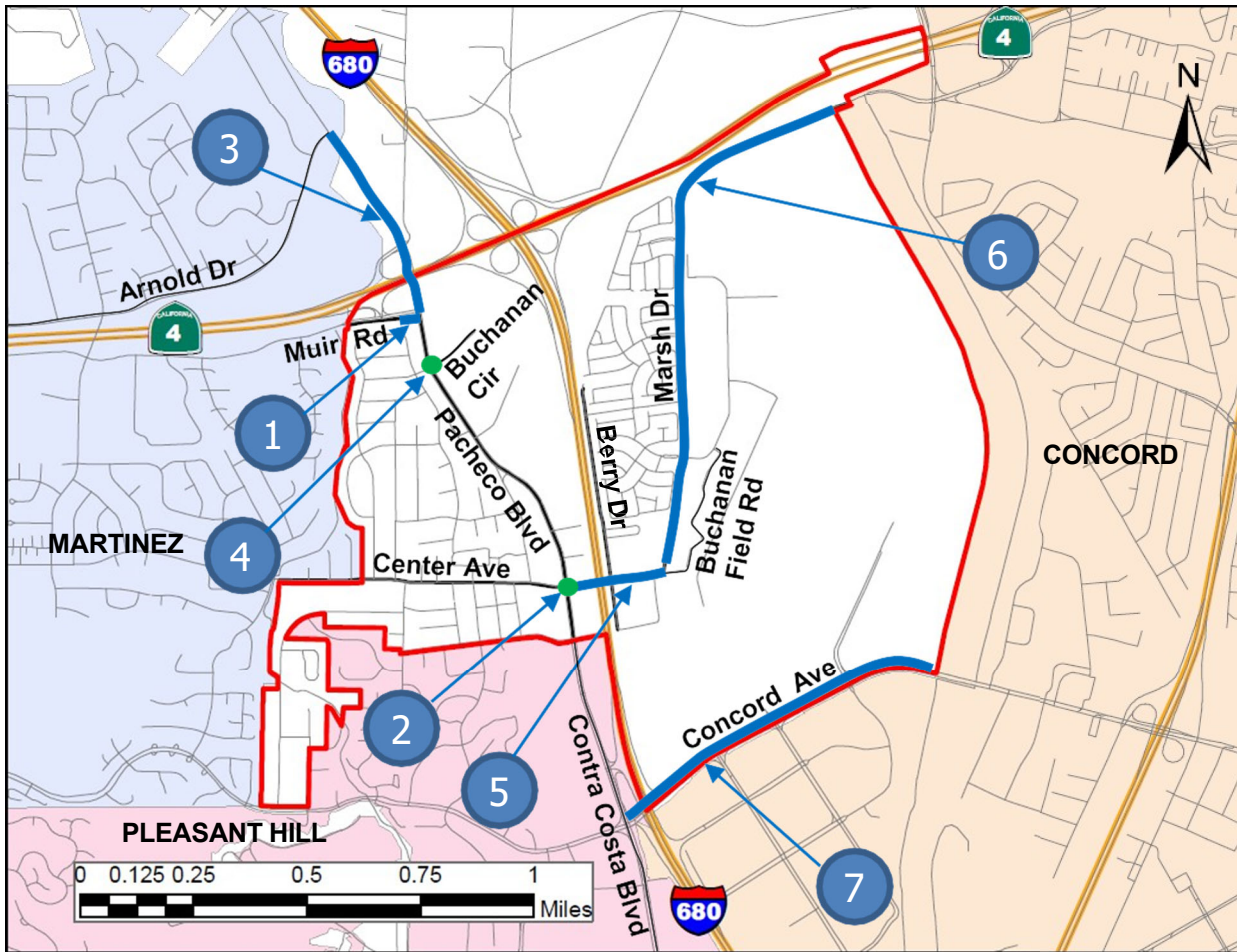 CALIFORNIA
4
680
N
3
6
Arnold Dr
CALIFORNIA
4
Muir Rd
Buchanan
Cir
Marsh Dr
1
Pacheco Blvd
Berry Dr
Buchanan
Field Rd
CONCORD
4
MARTINEZ
Center Ave
2
5
Concord Ave
Contra Costa Blvd
7
PLEASANT HILL
0 0.125 0.25 0.5 0.75 1
Miles
680